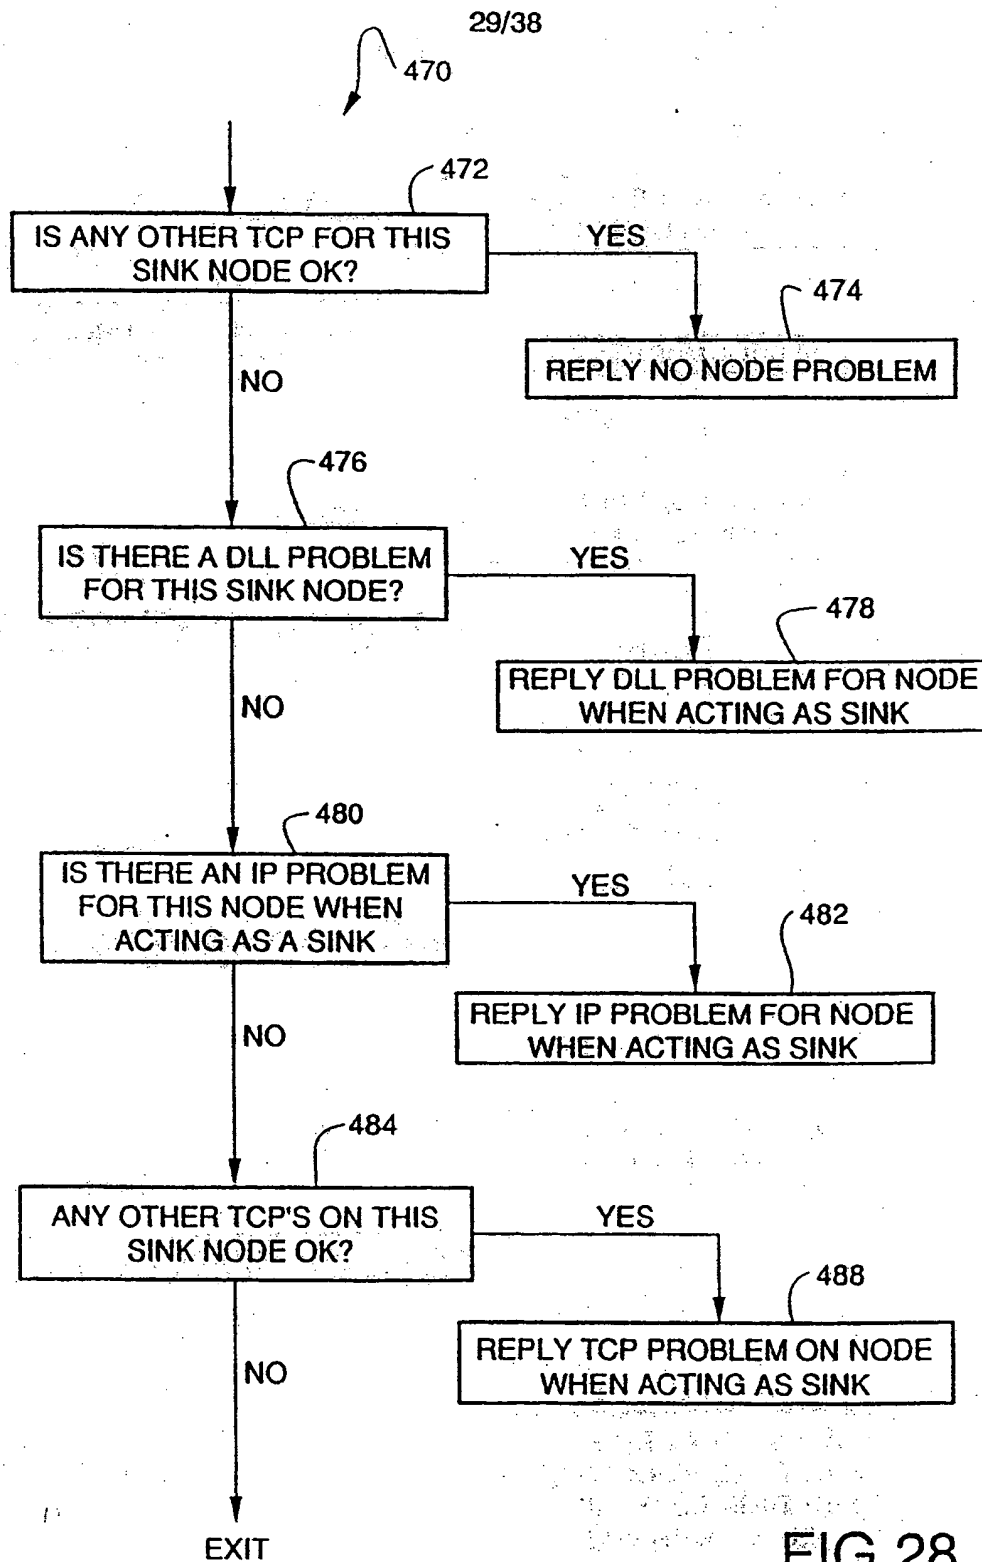 29/38
470
472
IS ANY OTHER TCP FOR THIS
SINK NODE OK?
YES
474
REPLY NO NODE PROBLEM
NO
476
IS THERE A DLL PROBLEM
FOR THIS SINK NODE?
YES
478
REPLY DLL PROBLEM FOR NODE
WHEN ACTING AS SINK
NO
480
IS THERE AN IP PROBLEM
FOR THIS NODE WHEN
ACTING AS A SINK
YES
482
REPLY IP PROBLEM FOR NODE
WHEN ACTING AS SINK
NO
484
ANY OTHER TCP'S ON THIS
SINK NODE OK?
YES
488
REPLY TCP PROBLEM ON NODE
WHEN ACTING AS SINK
NO
EXIT
FIG 28